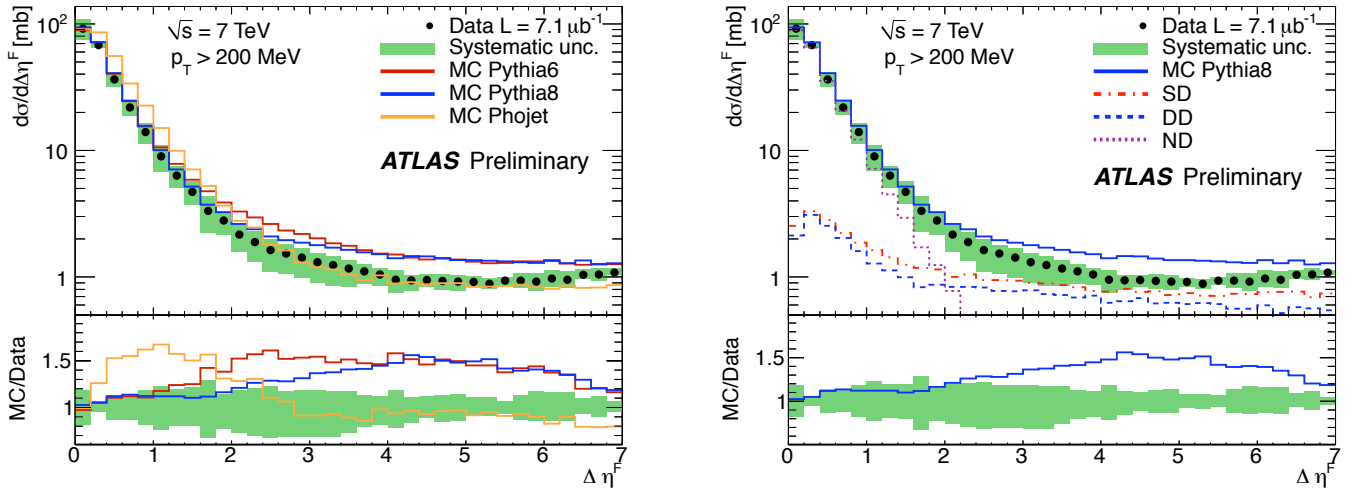 dσ/dΔη^F [mb]
10²
10
1
√s = 7 TeV
p_T > 200 MeV
Data L = 7.1 μb⁻¹
Systematic unc.
MC Pythia6
MC Pythia8
MC Phojet
ATLAS Preliminary
MC/Data
1.5
1
0 1 2 3 4 5 6 7
Δ η^F
dσ/dΔη^F [mb]
10²
10
1
√s = 7 TeV
p_T > 200 MeV
Data L = 7.1 μb⁻¹
Systematic unc.
MC Pythia8
SD
DD
ND
ATLAS Preliminary
MC/Data
1.5
1
0 1 2 3 4 5 6 7
Δ η^F